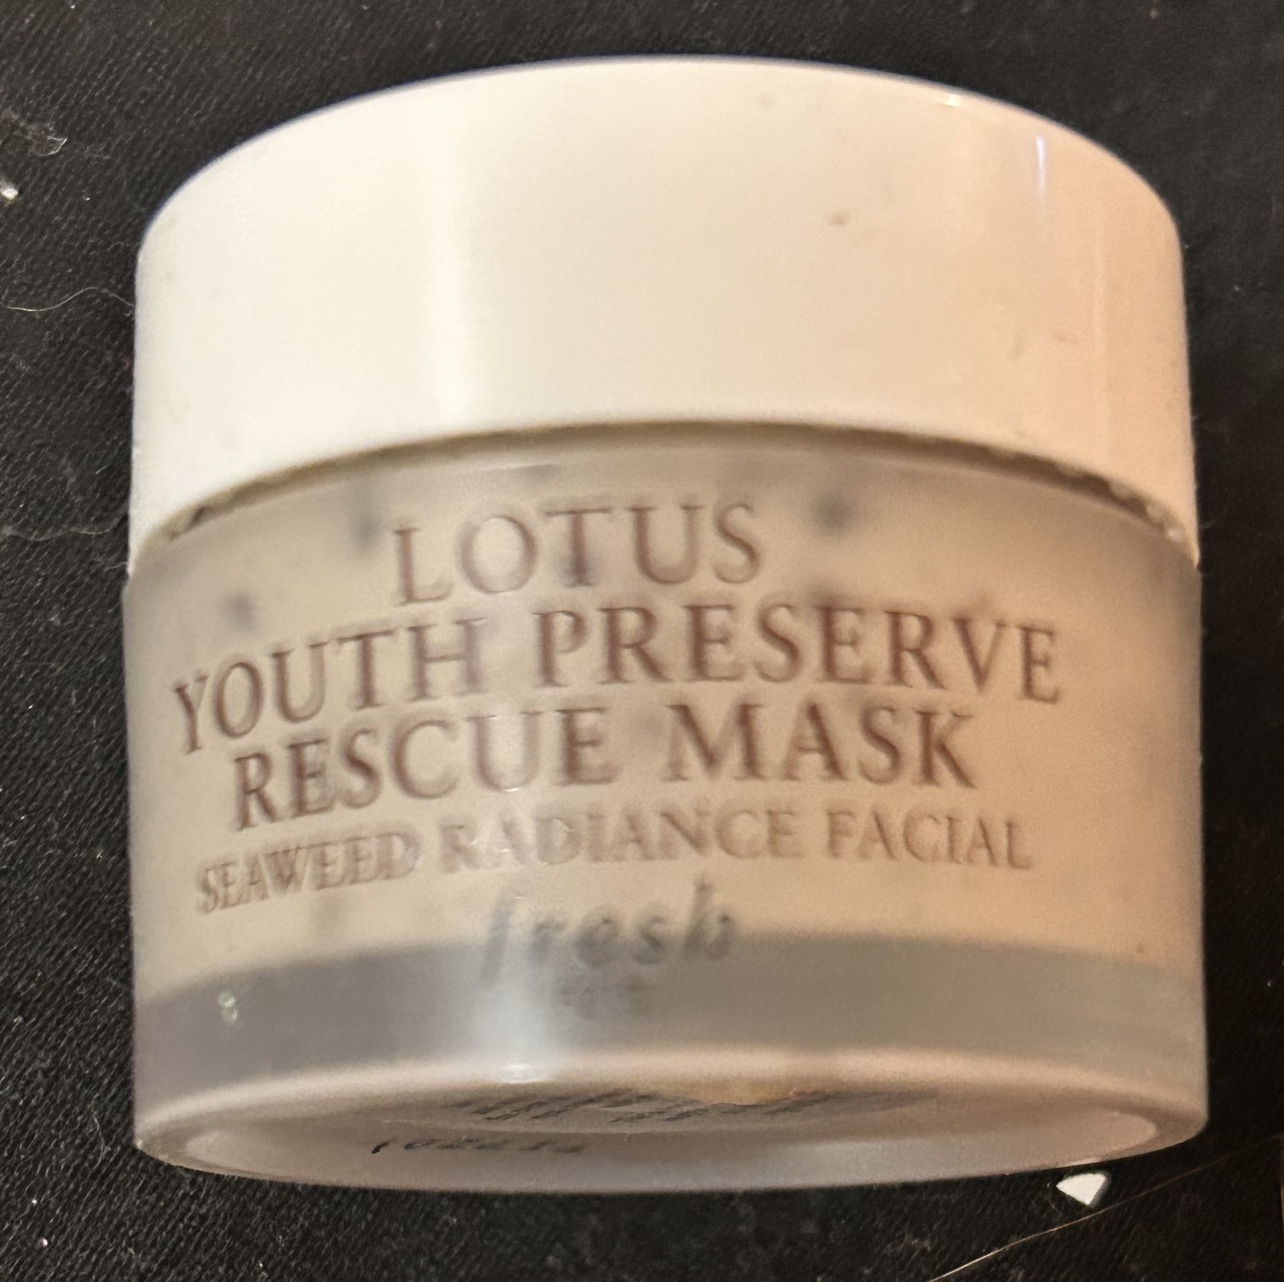 LOTUS
YOUTH PRESERVE
RESCUE MASK
SEAWEED RADIANCE FACIAL
fresh